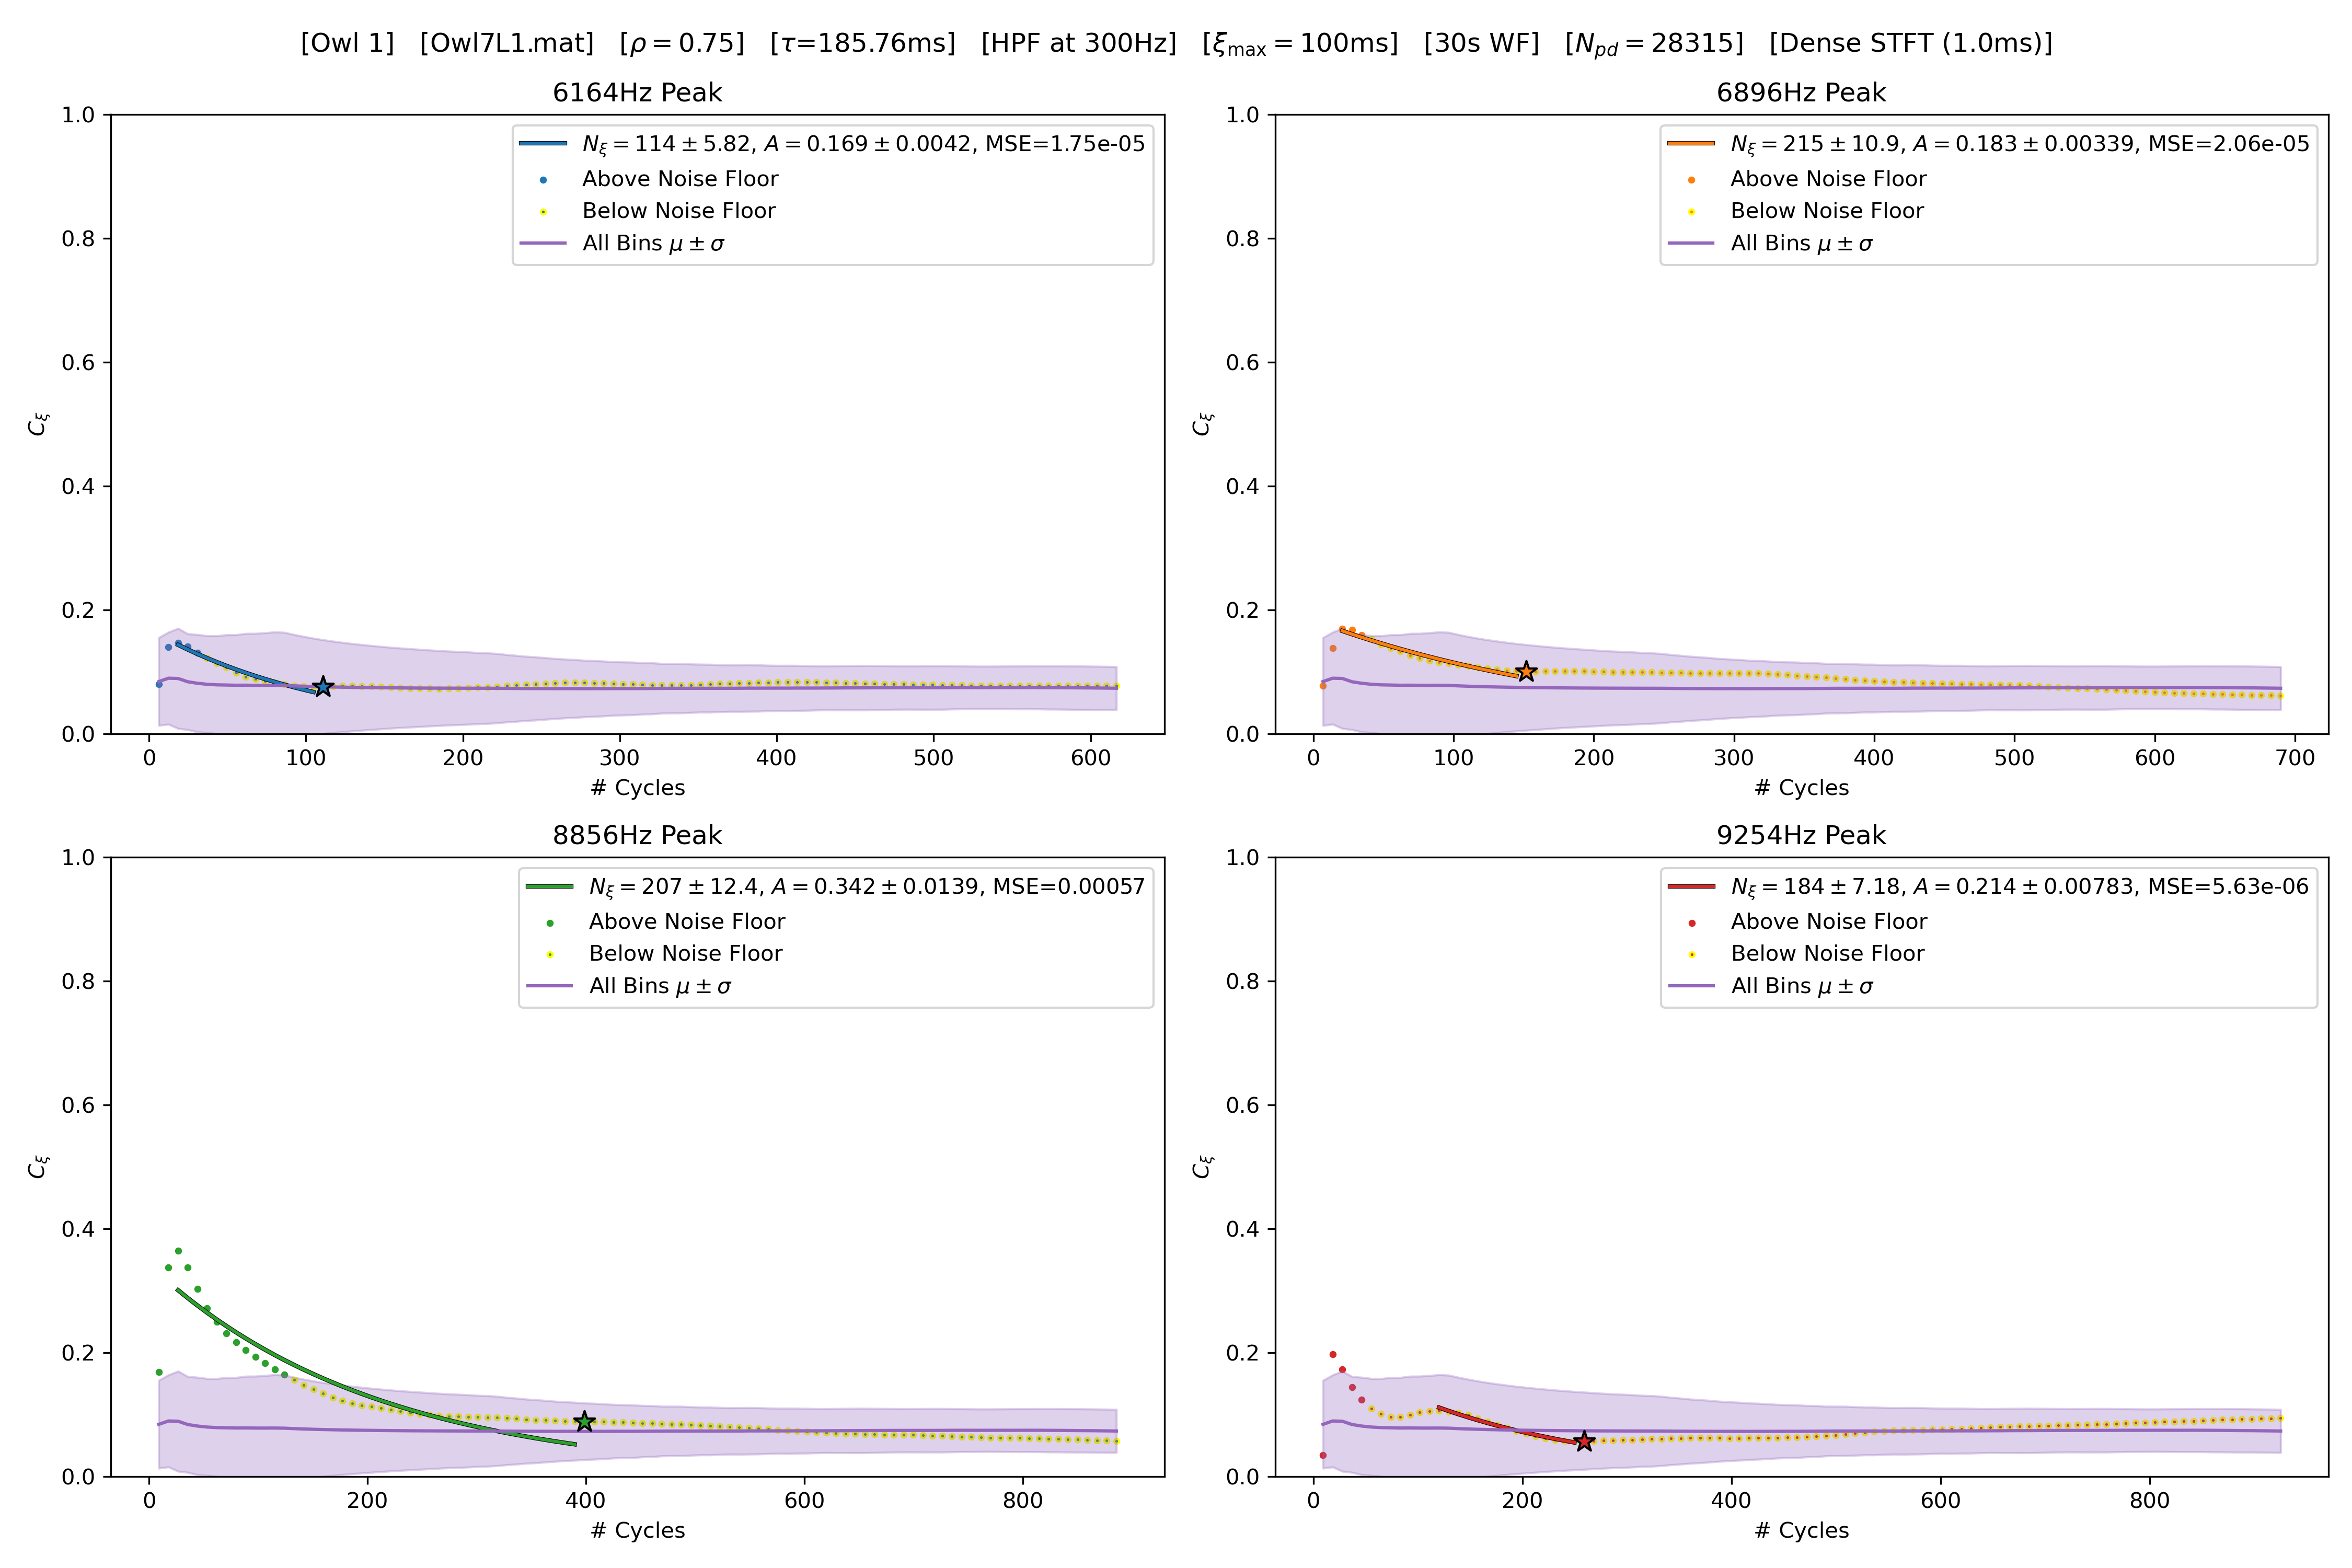 [Owl 1] [Owl7L1.mat] [ρ = 0.75] [τ=185.76ms] [HPF at 300Hz] [ξmax = 100ms] [30s WF] [Npd = 28315] [Dense STFT (1.0ms)]
6164Hz Peak
Nξ = 114 ± 5.82, A = 0.169 ± 0.0042, MSE=1.75e-05
Above Noise Floor
Below Noise Floor
All Bins μ ± σ
1.0
0.8
0.6
0.4
0.2
0.0
Cξ
0 100 200 300 400 500 600
# Cycles
6896Hz Peak
Nξ = 215 ± 10.9, A = 0.183 ± 0.00339, MSE=2.06e-05
Above Noise Floor
Below Noise Floor
All Bins μ ± σ
1.0
0.8
0.6
0.4
0.2
0.0
Cξ
0 100 200 300 400 500 600 700
# Cycles
8856Hz Peak
Nξ = 207 ± 12.4, A = 0.342 ± 0.0139, MSE=0.00057
Above Noise Floor
Below Noise Floor
All Bins μ ± σ
1.0
0.8
0.6
0.4
0.2
0.0
Cξ
0 200 400 600 800
# Cycles
9254Hz Peak
Nξ = 184 ± 7.18, A = 0.214 ± 0.00783, MSE=5.63e-06
Above Noise Floor
Below Noise Floor
All Bins μ ± σ
1.0
0.8
0.6
0.4
0.2
0.0
Cξ
0 200 400 600 800
# Cycles